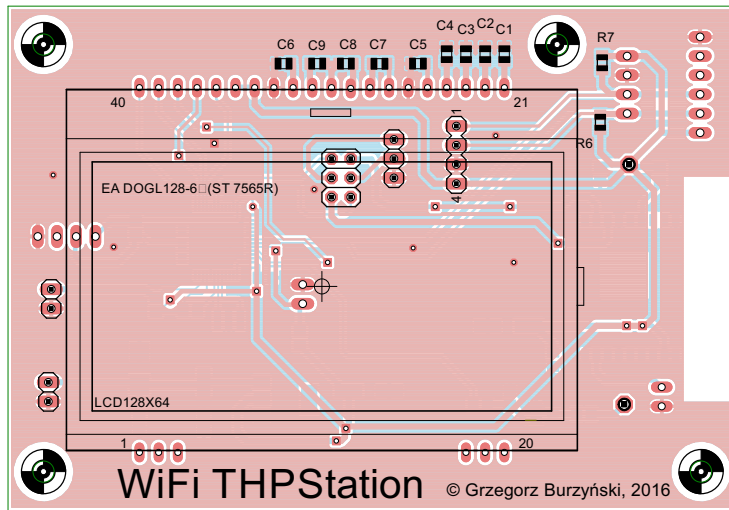 C4 C3 C2 C1
C6 C9 C8 C7 C5
R7
40
21
1
R6
EA DOGL128-6□(ST 7565R)
4
LCD128X64
1
20
WiFi THPStation © Grzegorz Burzyński, 2016